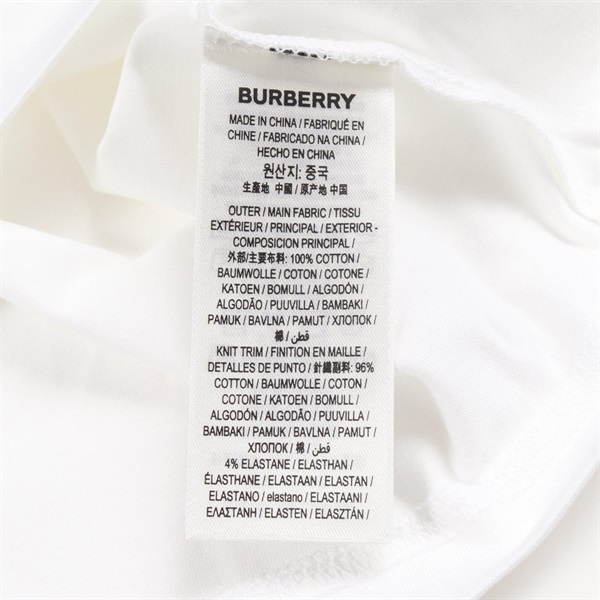 BURBERRY
MADE IN CHINA / FABRIQUÉ EN
CHINE / FABRICADO NA CHINA /
HECHO EN CHINA
원산지: 중국
生産地 中國 / 原产地 中国
OUTER / MAIN FABRIC / TISSU
EXTÉRIEUR / PRINCIPAL / EXTERIOR -
COMPOSICIÓN PRINCIPAL /
外部/主要布料: 100% COTTON /
BAUMWOLLE / COTON / COTONE /
KATOEN / BOMULL / ALGODÓN /
ALGODÃO / PUUVILLA / BAMBAKI /
PAMUK / BAVLNA / PAMUT / ХЛОПОК /
棉 / قطن /
KNIT TRIM / FINITION EN MAILLE /
DETALLES DE PUNTO / 針織副料: 96%
COTTON / BAUMWOLLE / COTON /
COTONE / KATOEN / BOMULL /
ALGODÓN / ALGODÃO / PUUVILLA /
BAMBAKI / PAMUK / BAVLNA / PAMUT /
ХЛОПОК / 棉 / قطن /
4% ELASTANE / ELASTHAN /
ÉLASTHANE / ELASTAAN / ELASTAN /
ELASTANO / elastano / ELASTAANI /
ΕΛΑΣΤΑΝΗ / ELASTEN / ELASZTÁN /